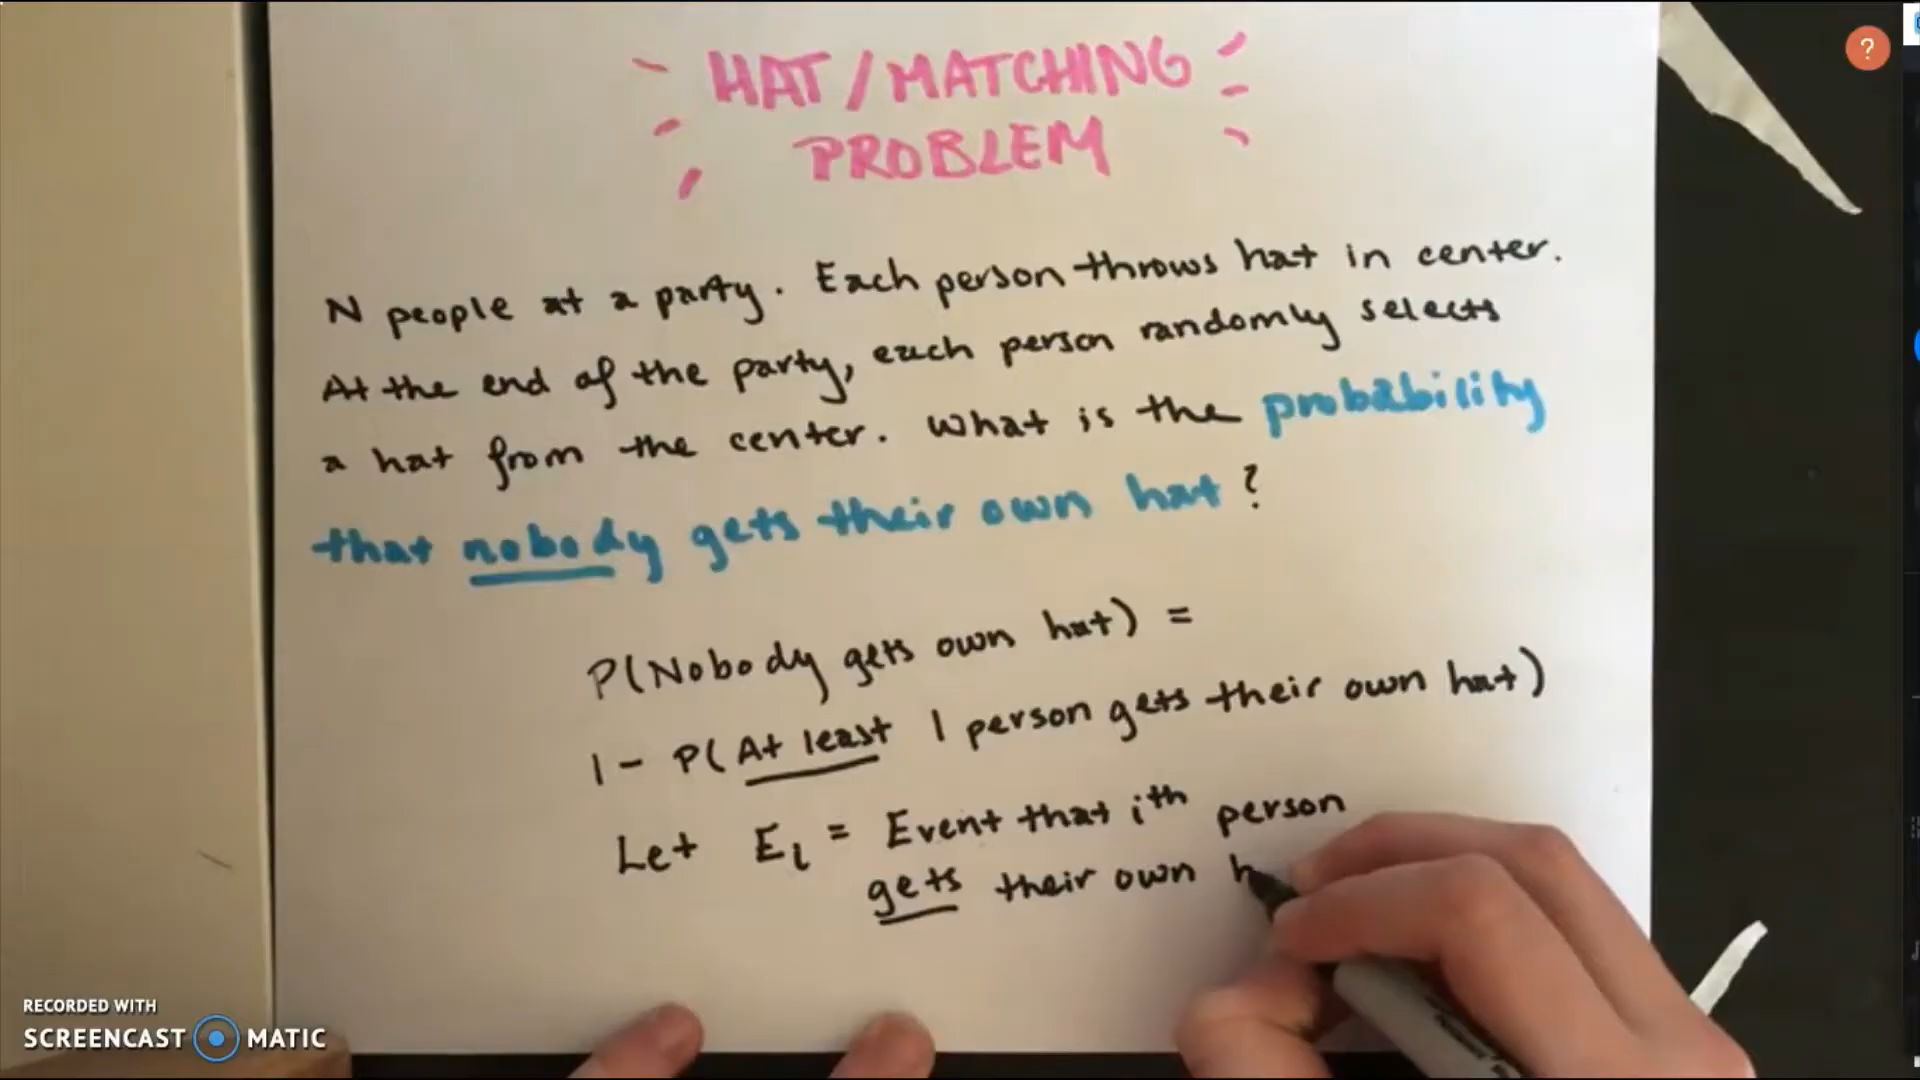 HAT/MATCHING
PROBLEM
N people at a party. Each person throws hat in center.
At the end of the party, each person randomly selects
a hat from the center. What is the probability
that nobody gets their own hat?
P(Nobody gets own hat) =
1 - P(At least 1 person gets their own hat)
Let Ei = Event that ith person
gets their own h
RECORDED WITH
SCREENCAST MATIC
?